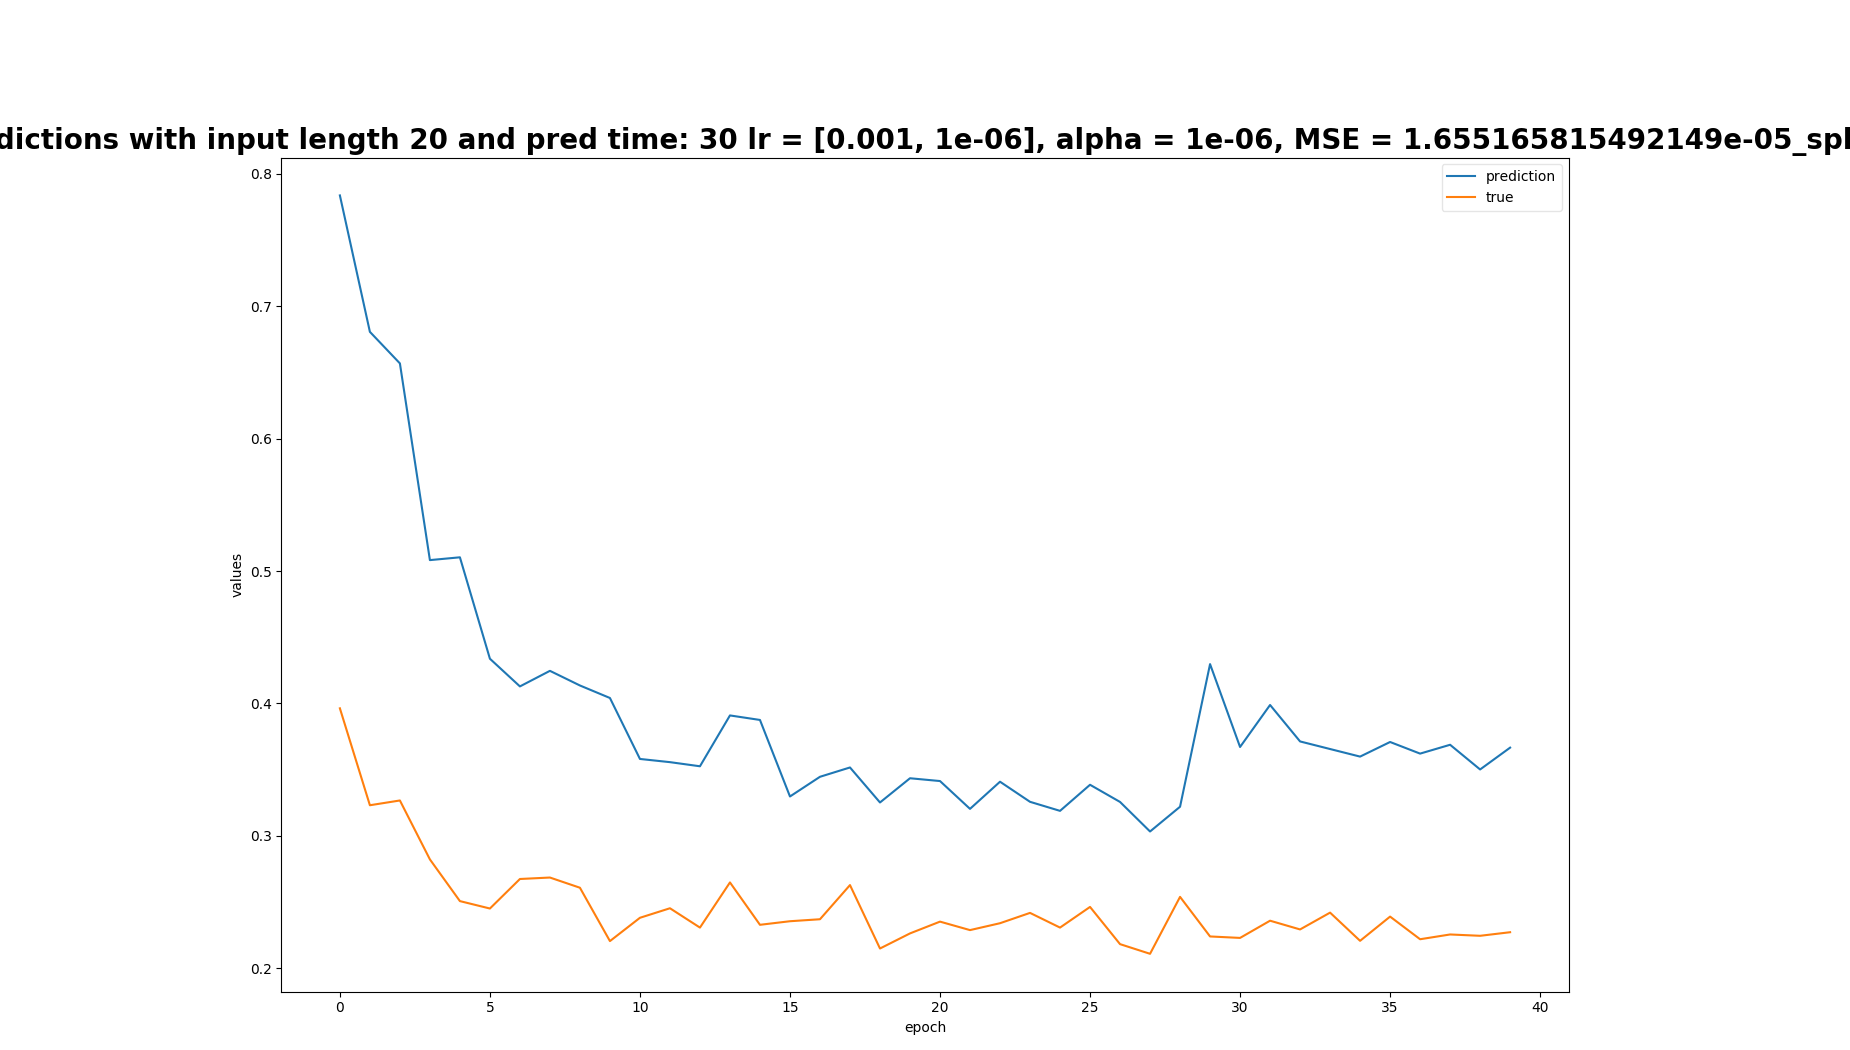 dictions with input length 20 and pred time: 30 lr = [0.001, 1e-06], alpha = 1e-06, MSE = 1.655165815492149e-05_spl
prediction
true
0.8
0.7
0.6
0.5
0.4
0.3
0.2
values
0 5 10 15 20 25 30 35 40
epoch